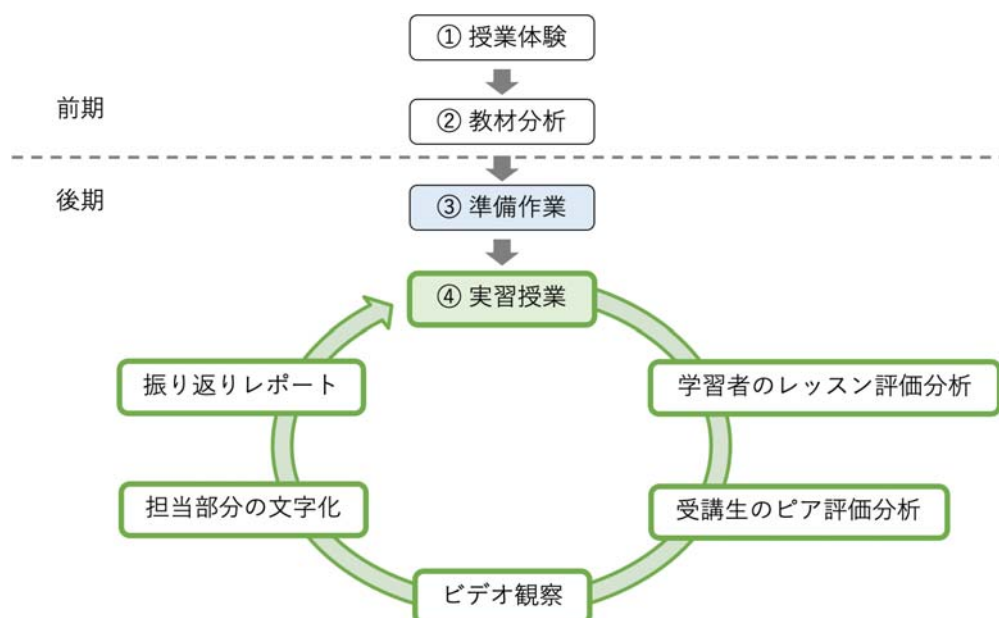 ① 授業体験
前期
② 教材分析
後期
③ 準備作業
④ 実習授業
振り返りレポート
学習者のレッスン評価分析
担当部分の文字化
受講生のピア評価分析
ビデオ観察